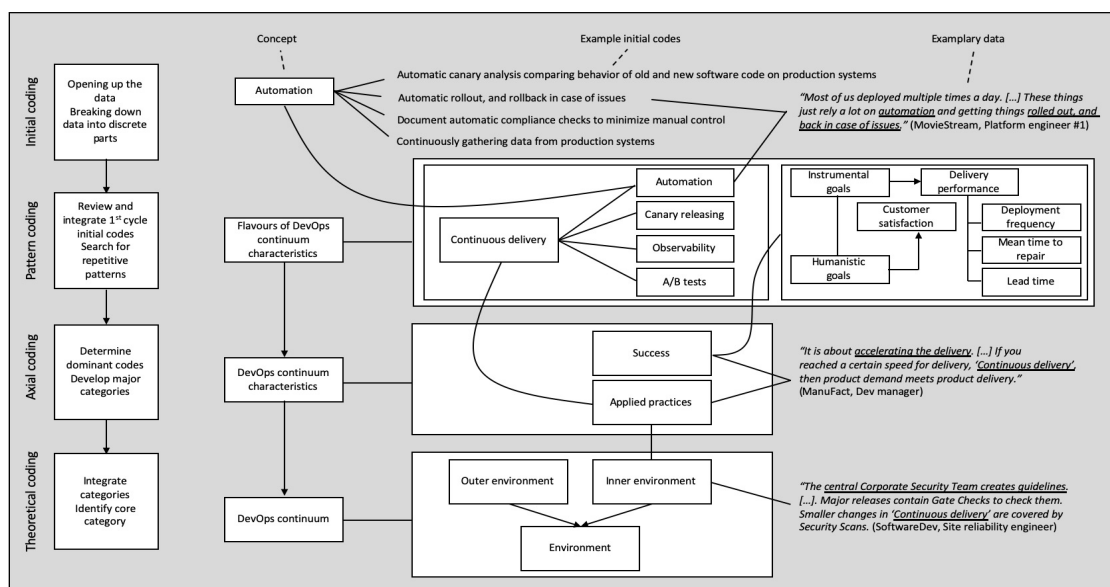 Concept
Example initial codes
Examplary data
Initial coding
Opening up the
data
Breaking down
data into discrete
parts
Automation
Automatic canary analysis comparing behavior of old and new software code on production systems
Automatic rollout, and rollback in case of issues
Document automatic compliance checks to minimize manual control
Continuously gathering data from production systems
“Most of us deployed multiple times a day. […] These things
just rely a lot on automation and getting things rolled out, and
back in case of issues.” (MovieStream, Platform engineer #1)
Pattern coding
Review and
integrate 1st cycle
initial codes
Search for
repetitive
patterns
Flavours of DevOps
continuum
characteristics
Continuous delivery
Automation
Canary releasing
Observability
A/B tests
Instrumental
goals
Delivery
performance
Customer
satisfaction
Deployment
frequency
Humanistic
goals
Mean time to
repair
Lead time
Axial coding
Determine
dominant codes
Develop major
categories
DevOps continuum
characteristics
Success
Applied practices
“It is about accelerating the delivery. […] If you
reached a certain speed for delivery, ‘Continuous delivery’,
then product demand meets product delivery.”
(ManuFact, Dev manager)
Theoretical coding
Integrate
categories
Identify core
category
DevOps continuum
Outer environment
Inner environment
Environment
“The central Corporate Security Team creates guidelines.
[…]. Major releases contain Gate Checks to check them.
Smaller changes in ‘Continuous delivery’ are covered by
Security Scans. (SoftwareDev, Site reliability engineer)